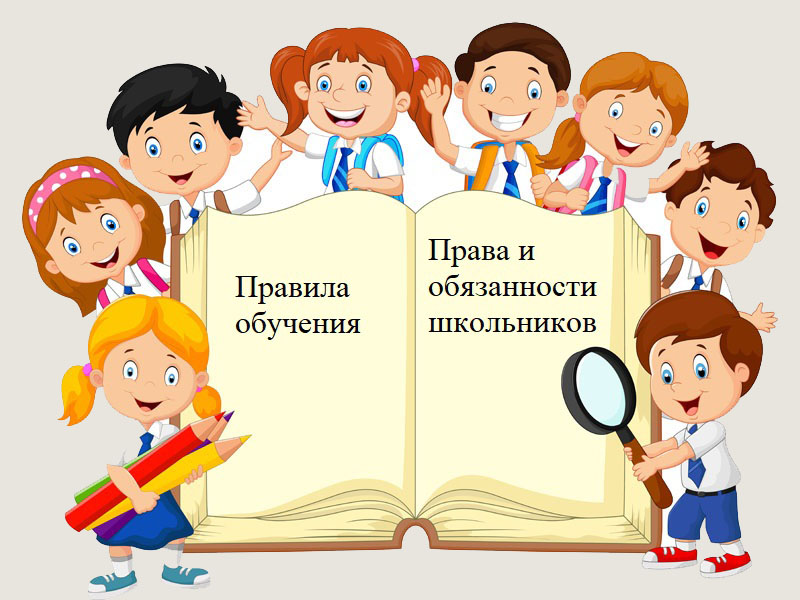 Правила
обучения
Права и
обязанности
школьников